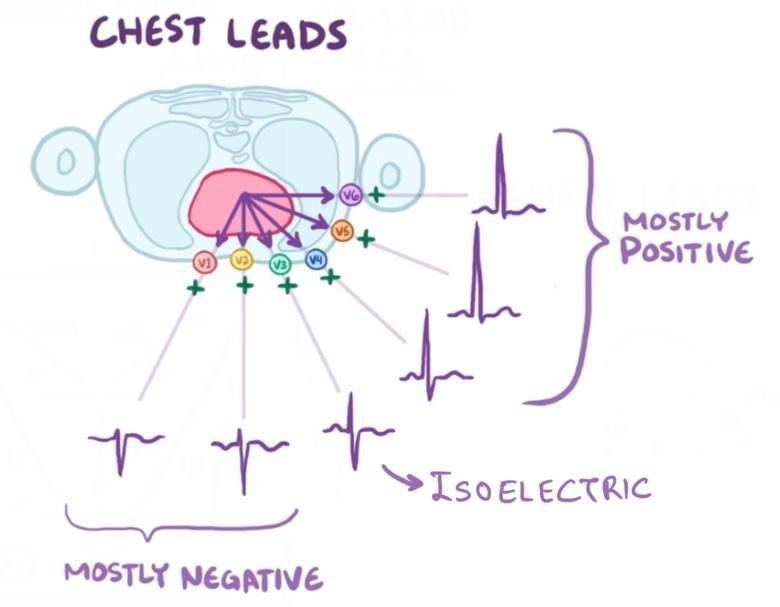 CHEST LEADS
V6
V5
V1
V2
V3
V4
MOSTLY
POSITIVE
ISOELECTRIC
MOSTLY NEGATIVE